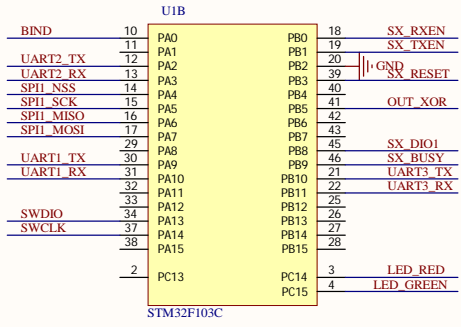 U1B
BIND 10 PA0 PB0 18 SX_RXEN
11 PA1 PB1 19 SX_TXEN
UART2_TX 12 PA2 PB2 20 GND
UART2_RX 13 PA3 PB3 39 SX_RESET
SPI1_NSS 14 PA4 PB4 40
SPI1_SCK 15 PA5 PB5 41 OUT_XOR
SPI1_MISO 16 PA6 PB6 42
SPI1_MOSI 17 PA7 PB7 43
29 PA8 PB8 45 SX_DIO1
UART1_TX 30 PA9 PB9 46 SX_BUSY
UART1_RX 31 PA10 PB10 21 UART3_TX
32 PA11 PB11 22 UART3_RX
33 PA12 PB12 25
SWDIO 34 PA13 PB13 26
SWCLK 37 PA14 PB14 27
38 PA15 PB15 28
2 PC13 PC14 3 LED_RED
PC15 4 LED_GREEN
STM32F103C